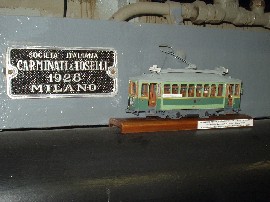 SOCIETÀ ITALIANA
CARMINATI & TOSELLI
1928
MILANO